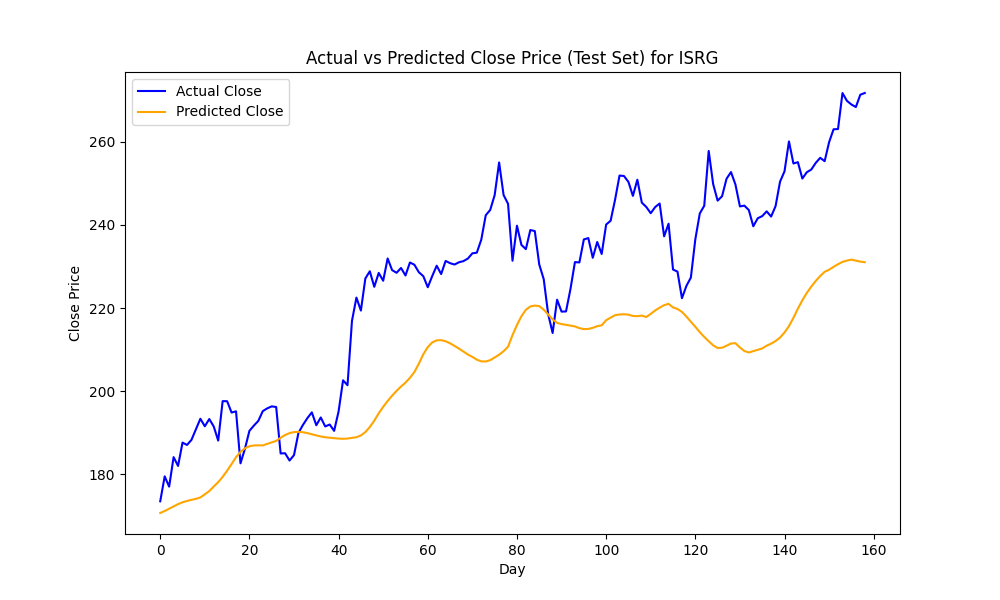 Actual vs Predicted Close Price (Test Set) for ISRG
Actual Close
Predicted Close
Close Price
260
240
220
200
180
0 20 40 60 80 100 120 140 160
Day